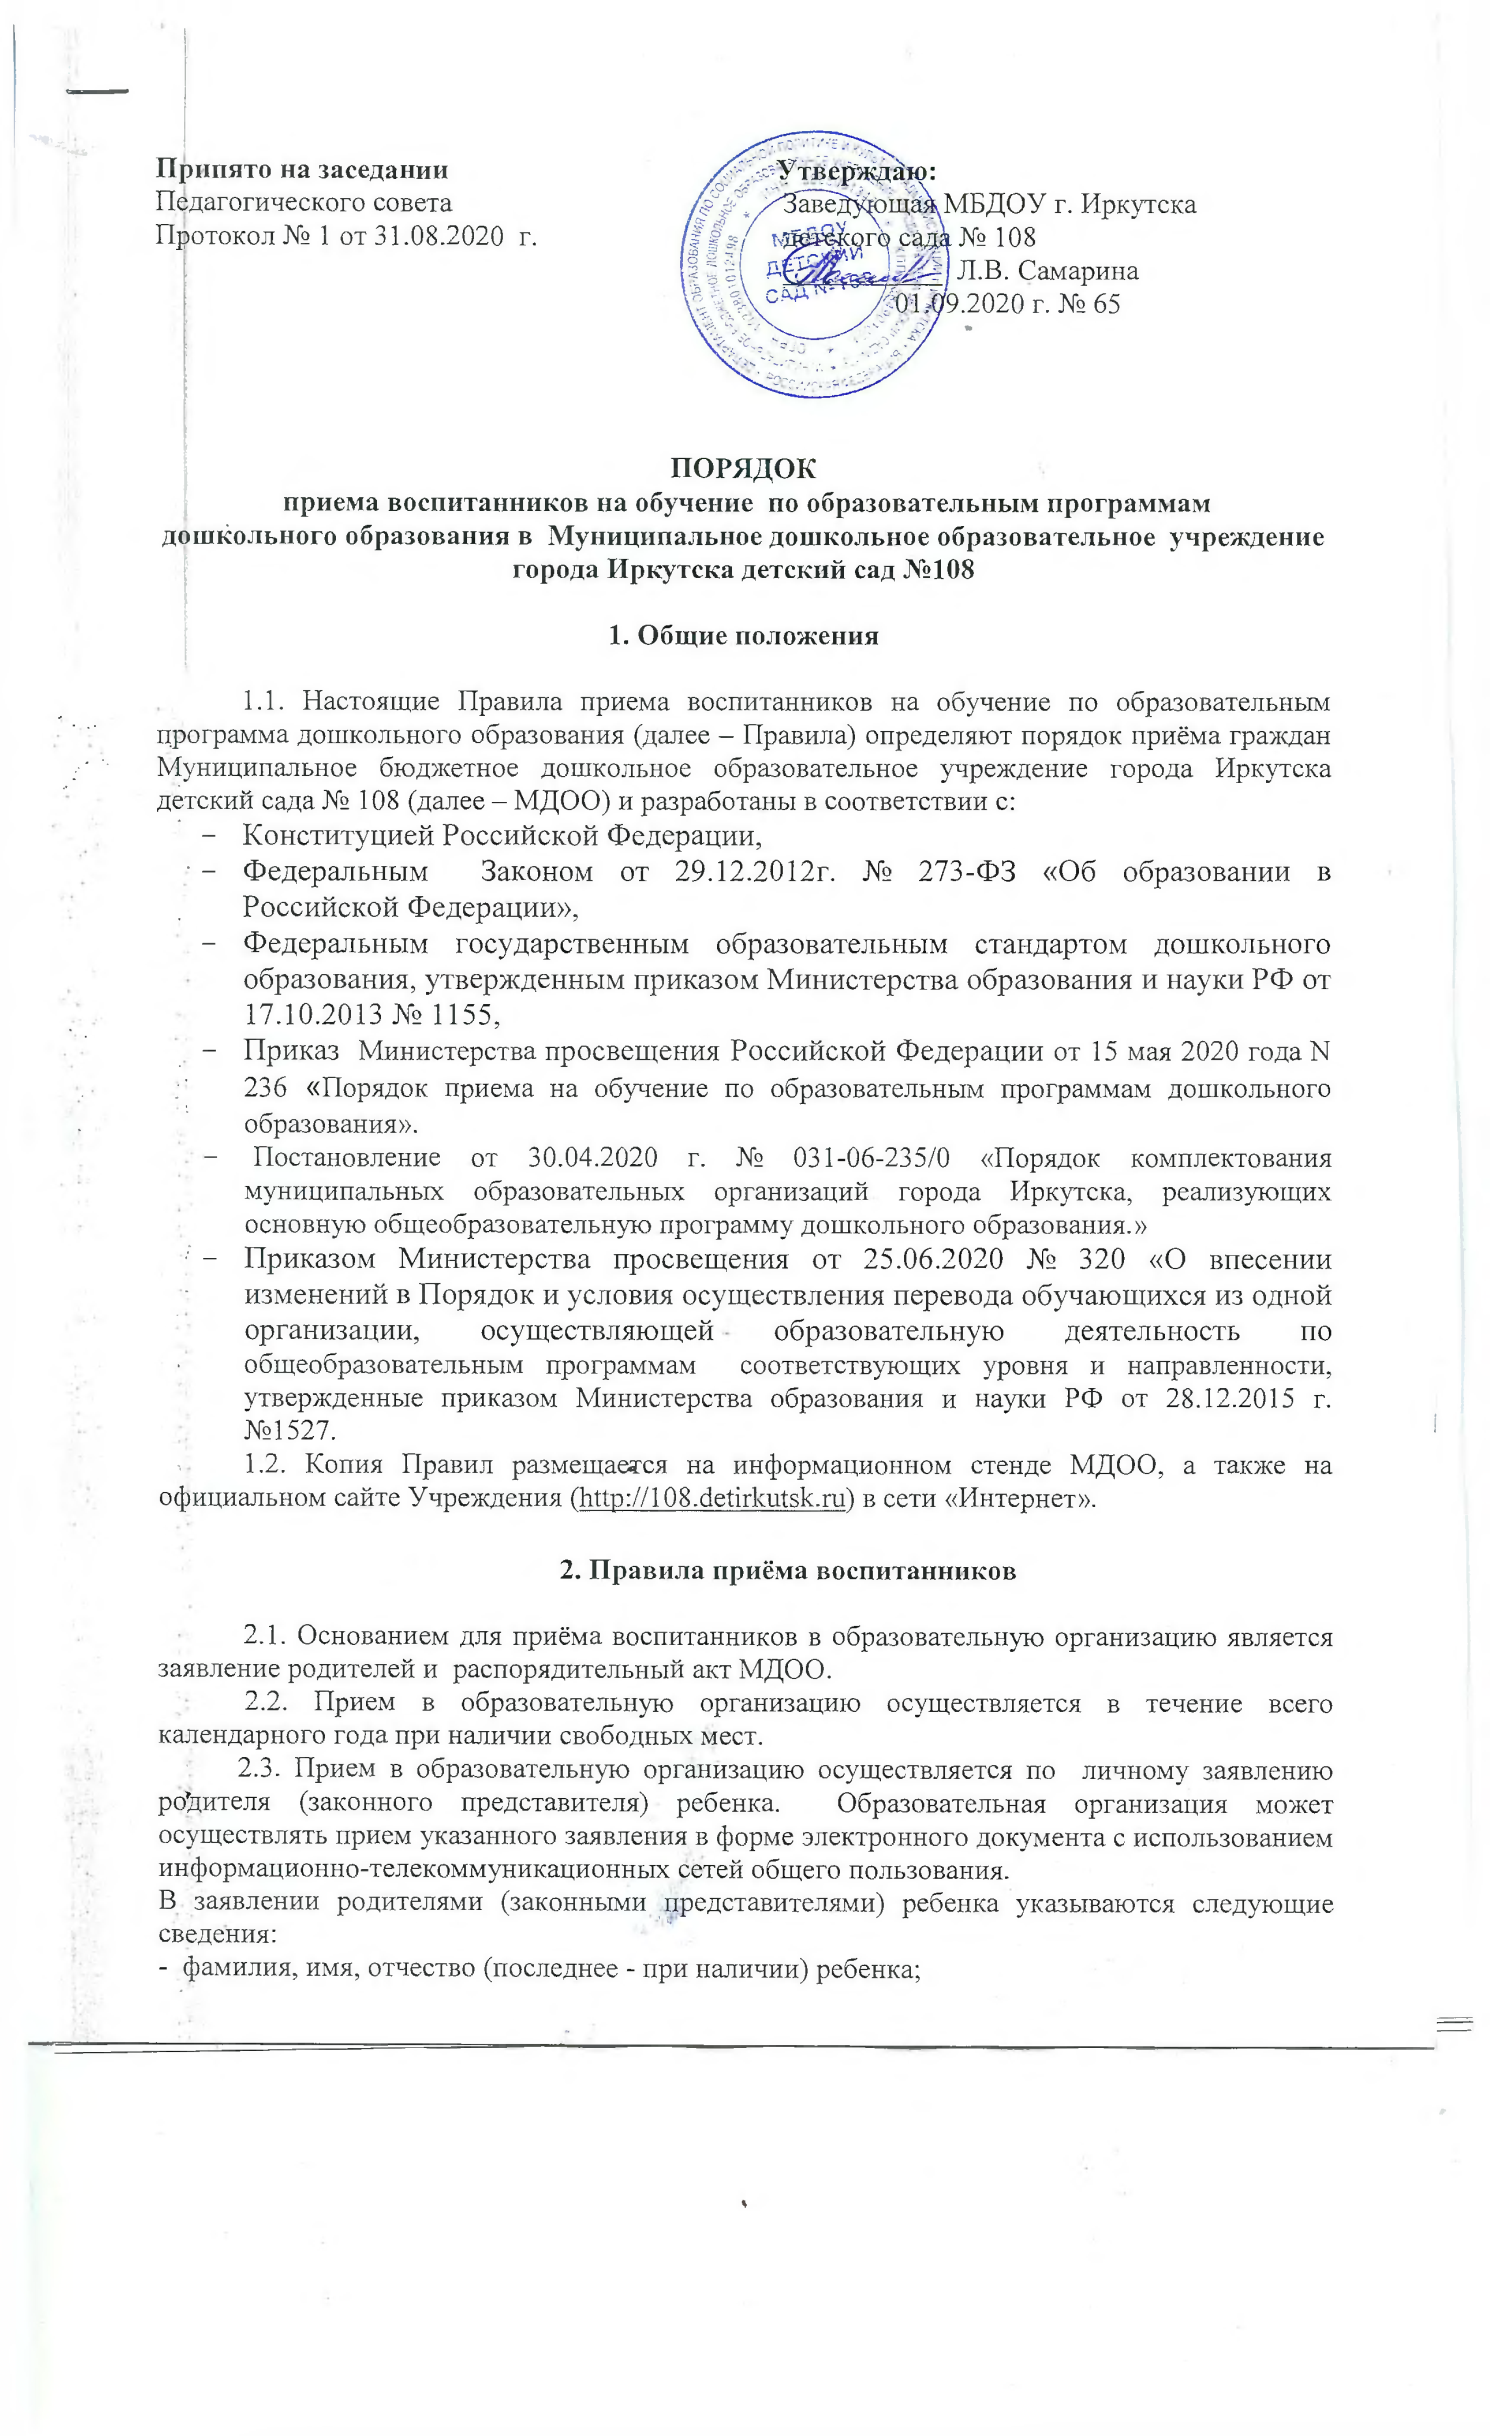 Принято на заседании
Педагогического совета
Протокол № 1 от 31.08.2020 г.
Утверждаю:
Заведующая МБДОУ г. Иркутска
детского сада № 108
Л.В. Самарина
01.09.2020 г. № 65
МБДОУ
ДЕТСКИЙ
САД № 108
ПОРЯДОК
приема воспитанников на обучение по образовательным программам
дошкольного образования в Муниципальное дошкольное образовательное учреждение
города Иркутска детский сад №108
1. Общие положения
1.1. Настоящие Правила приема воспитанников на обучение по образовательным
программа дошкольного образования (далее – Правила) определяют порядок приёма граждан
Муниципальное бюджетное дошкольное образовательное учреждение города Иркутска
детский сада № 108 (далее – МДОО) и разработаны в соответствии с:
− Конституцией Российской Федерации,
− Федеральным Законом от 29.12.2012г. № 273-ФЗ «Об образовании в
Российской Федерации»,
− Федеральным государственным образовательным стандартом дошкольного
образования, утвержденным приказом Министерства образования и науки РФ от
17.10.2013 № 1155,
− Приказ Министерства просвещения Российской Федерации от 15 мая 2020 года N
236 «Порядок приема на обучение по образовательным программам дошкольного
образования».
− Постановление от 30.04.2020 г. № 031-06-235/0 «Порядок комплектования
муниципальных образовательных организаций города Иркутска, реализующих
основную общеобразовательную программу дошкольного образования.»
− Приказом Министерства просвещения от 25.06.2020 № 320 «О внесении
изменений в Порядок и условия осуществления перевода обучающихся из одной
организации, осуществляющей образовательную деятельность по
общеобразовательным программам соответствующих уровня и направленности,
утвержденные приказом Министерства образования и науки РФ от 28.12.2015 г.
№1527.
1.2. Копия Правил размещается на информационном стенде МДОО, а также на
официальном сайте Учреждения (http://108.detirkutsk.ru) в сети «Интернет».
2. Правила приёма воспитанников
2.1. Основанием для приёма воспитанников в образовательную организацию является
заявление родителей и распорядительный акт МДОО.
2.2. Прием в образовательную организацию осуществляется в течение всего
календарного года при наличии свободных мест.
2.3. Прием в образовательную организацию осуществляется по личному заявлению
родителя (законного представителя) ребенка. Образовательная организация может
осуществлять прием указанного заявления в форме электронного документа с использованием
информационно-телекоммуникационных сетей общего пользования.
В заявлении родителями (законными представителями) ребенка указываются следующие
сведения:
- фамилия, имя, отчество (последнее - при наличии) ребенка;